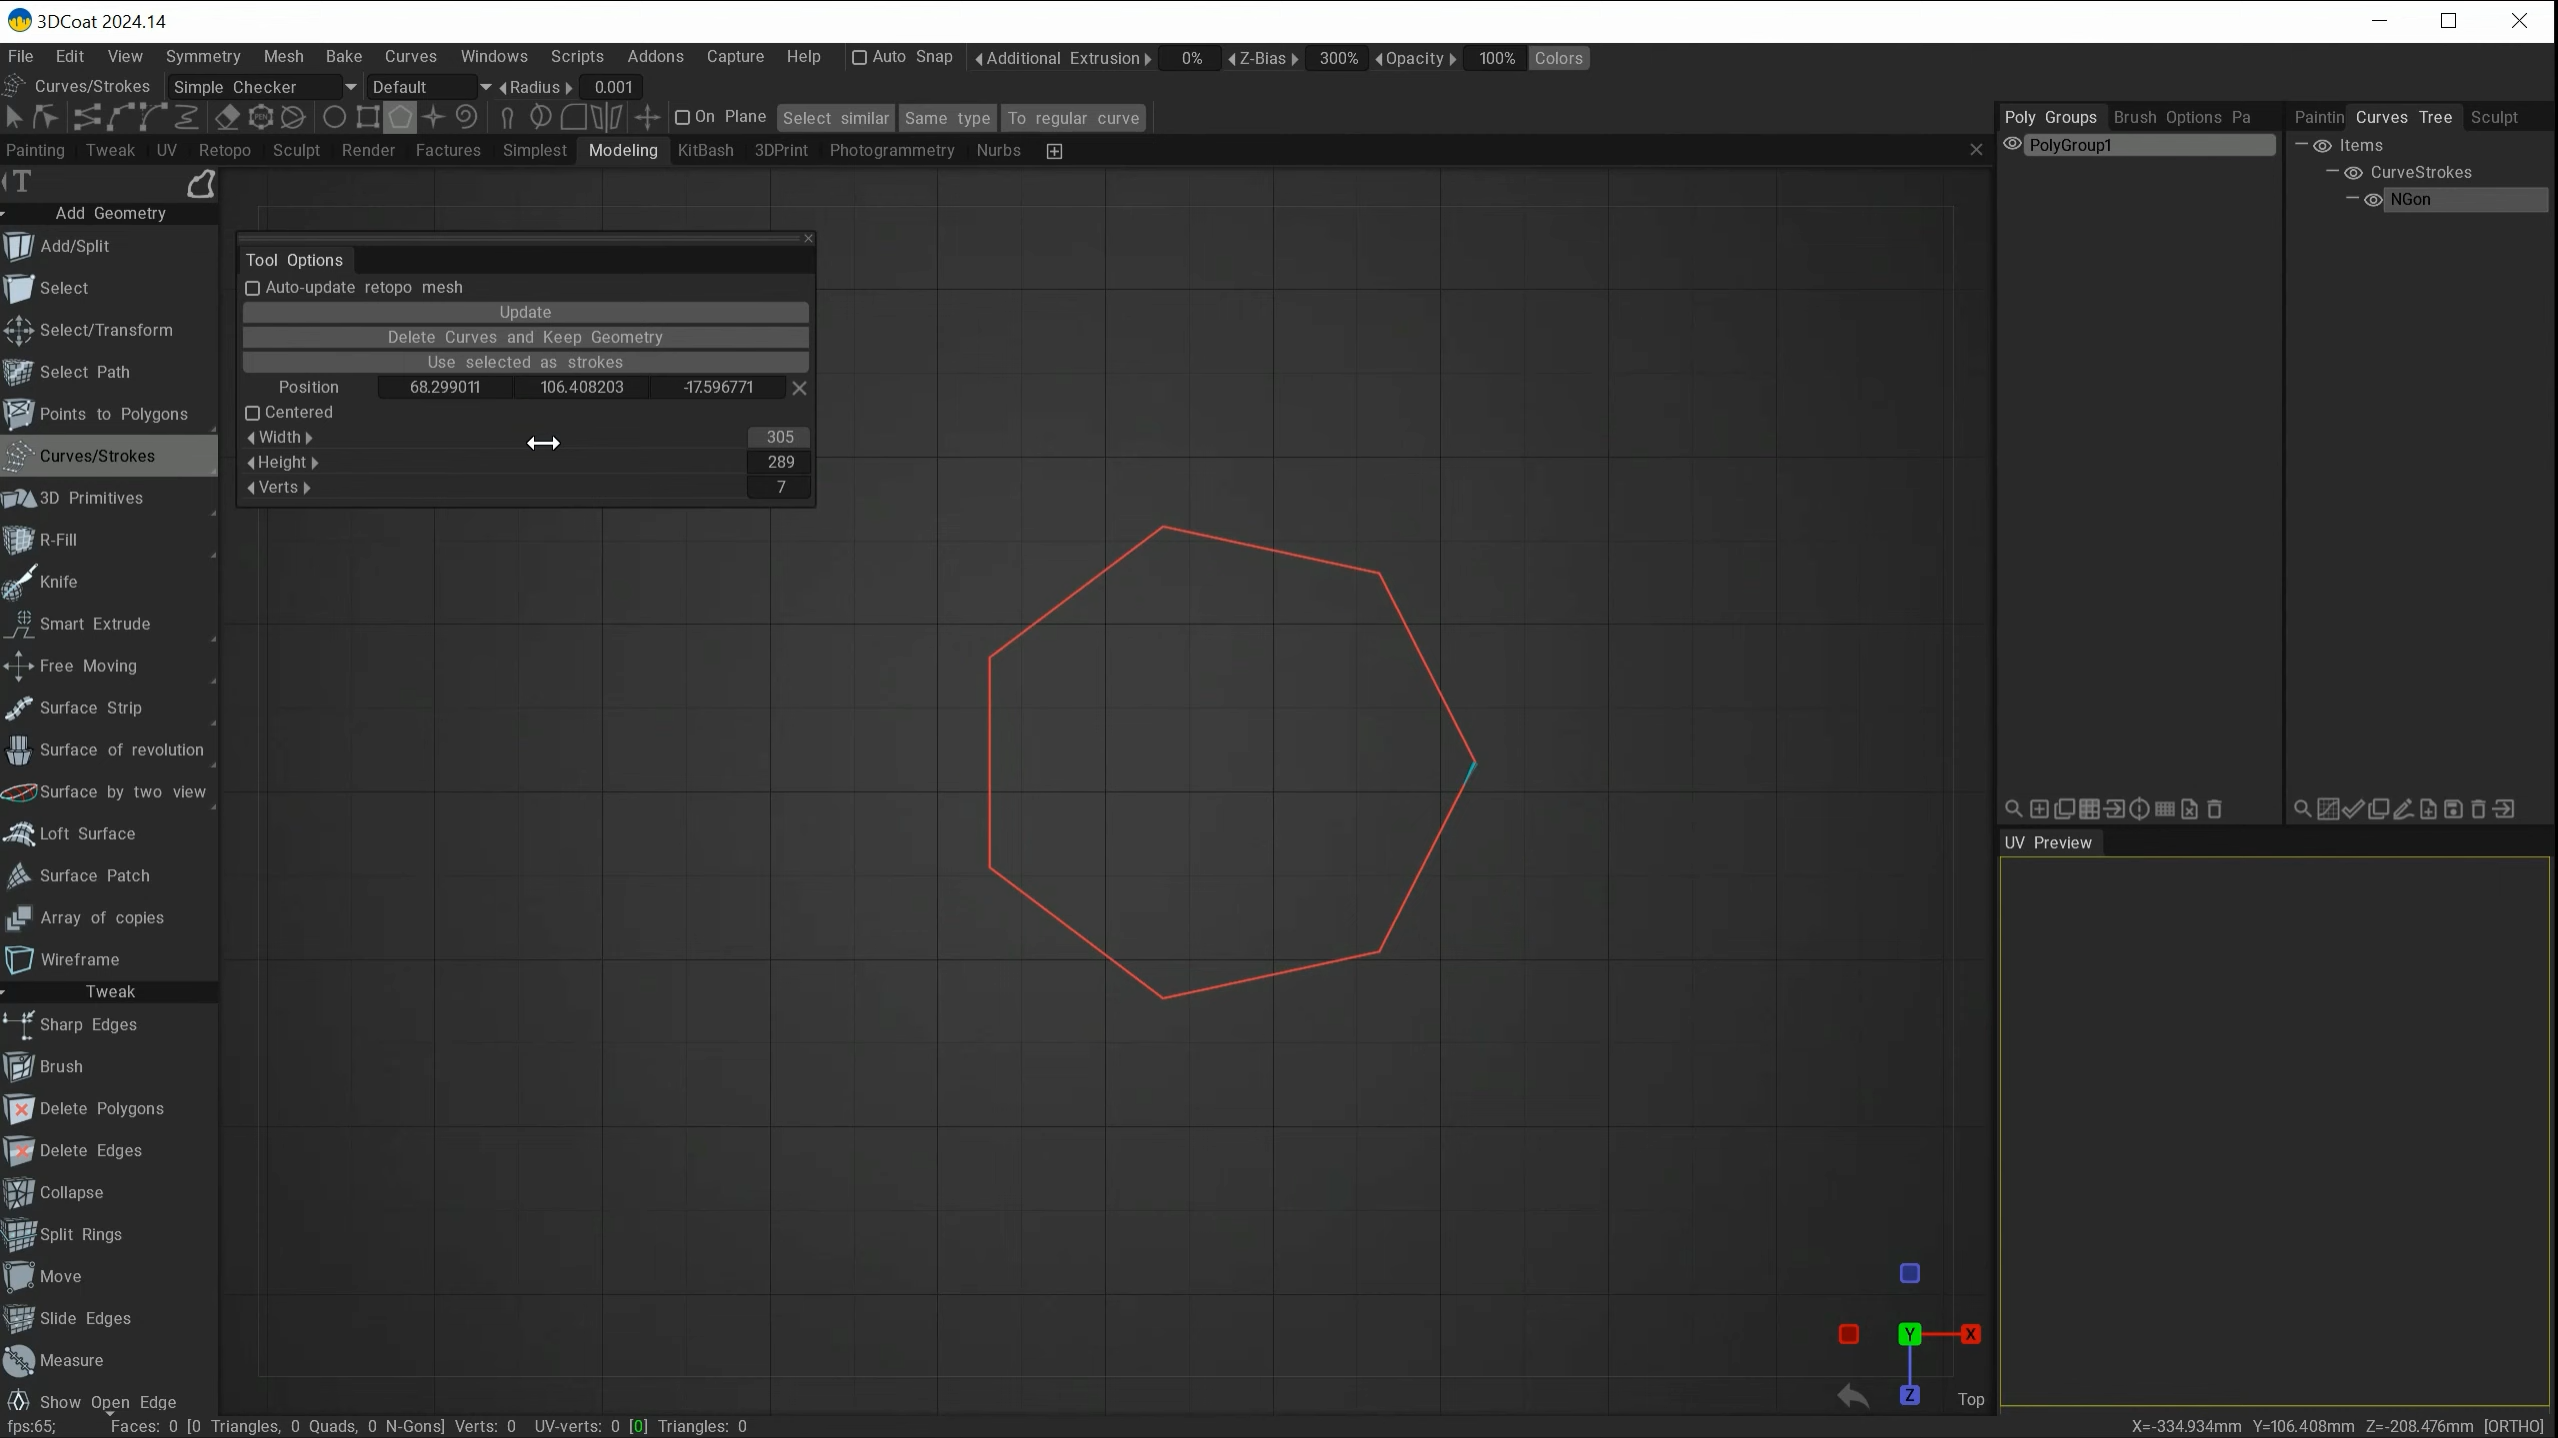 3DCoat 2024.14
File Edit View Symmetry Mesh Bake Curves Windows Scripts Addons Capture Help Auto Snap Additional Extrusion 0% Z-Bias 300% Opacity 100% Colors
Curves/Strokes Simple Checker Default Radius 0.001
On Plane Select similar Same type To regular curve
Painting Tweak UV Retopo Sculpt Render Factures Simplest Modeling KitBash 3DPrint Photogrammetry Nurbs
T
Add Geometry
Add/Split
Select
Select/Transform
Select Path
Points to Polygons
Curves/Strokes
3D Primitives
R-Fill
Knife
Smart Extrude
Free Moving
Surface Strip
Surface of revolution
Surface by two view
Loft Surface
Surface Patch
Array of copies
Wireframe
Tweak
Sharp Edges
Brush
Delete Polygons
Delete Edges
Collapse
Split Rings
Move
Slide Edges
Measure
Show Open Edge
Tool Options
Auto-update retopo mesh
Update
Delete Curves and Keep Geometry
Use selected as strokes
Position 68.299011 106.408203 -17.596771
Centered
Width 305
Height 289
Verts 7
Poly Groups Brush Options Pa
PolyGroup1
Paintin Curves Tree Sculpt
Items
CurveStrokes
NGon
UV Preview
Y X
Z
Top
fps:65; Faces: 0 [0 Triangles, 0 Quads, 0 N-Gons] Verts: 0 UV-verts: 0 [0] Triangles: 0
X=-334.934mm Y=106.408mm Z=-208.476mm [ORTHO]